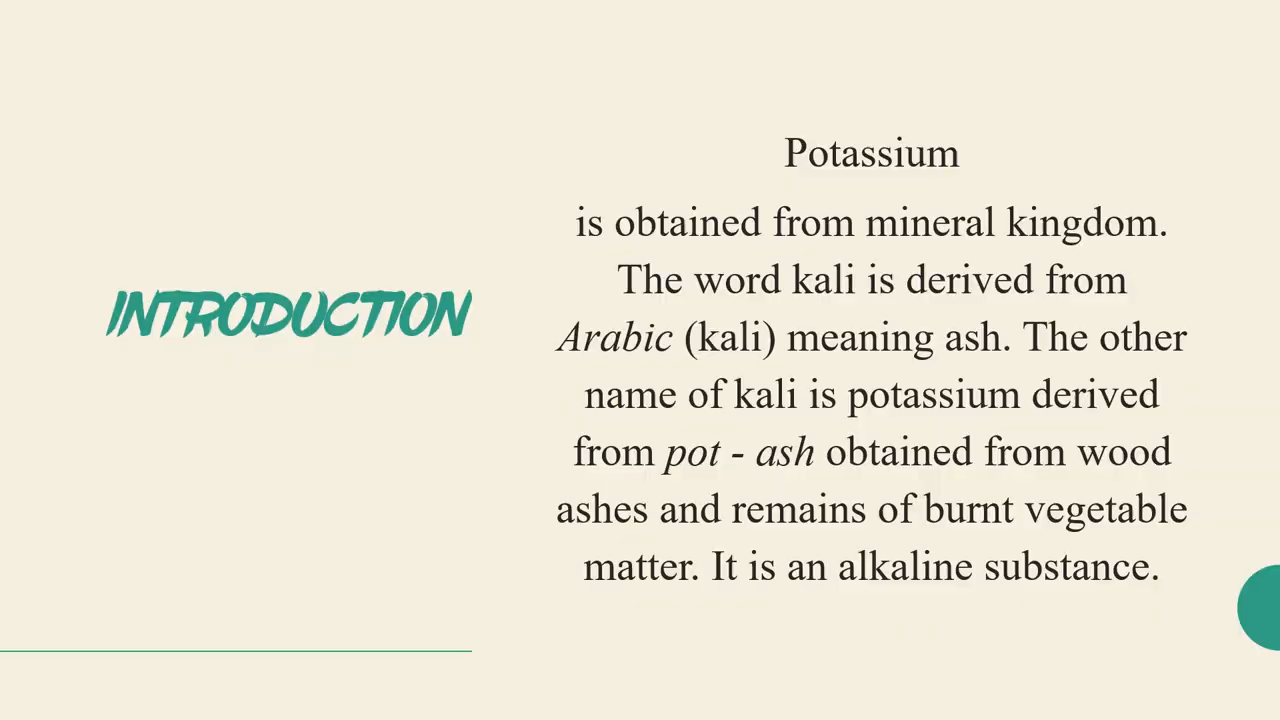 INTRODUCTION
Potassium
is obtained from mineral kingdom.
The word kali is derived from
Arabic (kali) meaning ash. The other
name of kali is potassium derived
from pot - ash obtained from wood
ashes and remains of burnt vegetable
matter. It is an alkaline substance.